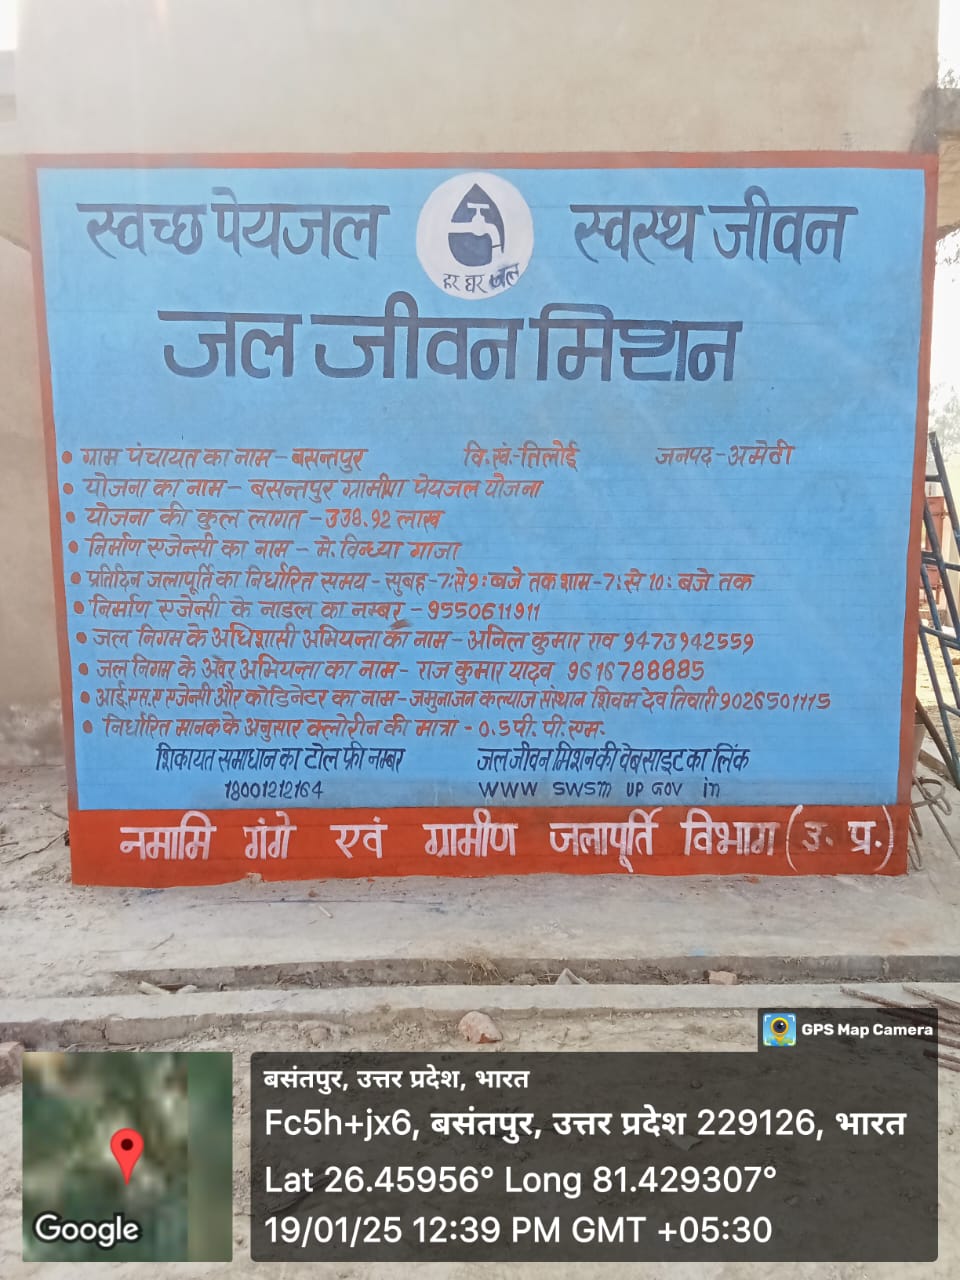 स्वच्छ पेयजल स्वस्थ जीवन
हर घर जल
जल जीवन मिशन
• ग्राम पंचायत का नाम - बसन्तपुर वि.खं.-तिलोई जनपद-अमेठी
• योजना का नाम - बसन्तपुर ग्रामीण पेयजल योजना
• योजना की कुल लागत - 338.92 लाख
• निर्माण एजेन्सी का नाम - मे. विन्ध्या गाजा
• प्रतिदिन जलापूर्ति का निर्धारित समय - सुबह-7: से 9: बजे तक शाम-7: से 10: बजे तक
• निर्माण एजेन्सी के नोडल का नम्बर - 9550611911
• जल निगम के अधिशासी अभियन्ता का नाम - अनिल कुमार राव 9473942559
• जल निगम के अवर अभियन्ता का नाम - राज कुमार यादव 9616788885
• आई.एस.ए एजेन्सी और कोडिनेटर का नाम - जमुनाजन कल्याण संस्थान शिवम देव तिवारी 9026501115
• निर्धारित मानक के अनुसार क्लोरीन की मात्रा - 0.5 पी. पी. एम.
शिकायत समाधान का टोल फ्री नम्बर जल जीवन मिशन की वेबसाइट का लिंक
18001212164 www swsm up Gov in
नमामि गंगे एवं ग्रामीण जलापूर्ति विभाग (उ. प्र.)
GPS Map Camera
बसंतपुर, उत्तर प्रदेश, भारत
Fc5h+jx6, बसंतपुर, उत्तर प्रदेश 229126, भारत
Lat 26.45956° Long 81.429307°
19/01/25 12:39 PM GMT +05:30
Google